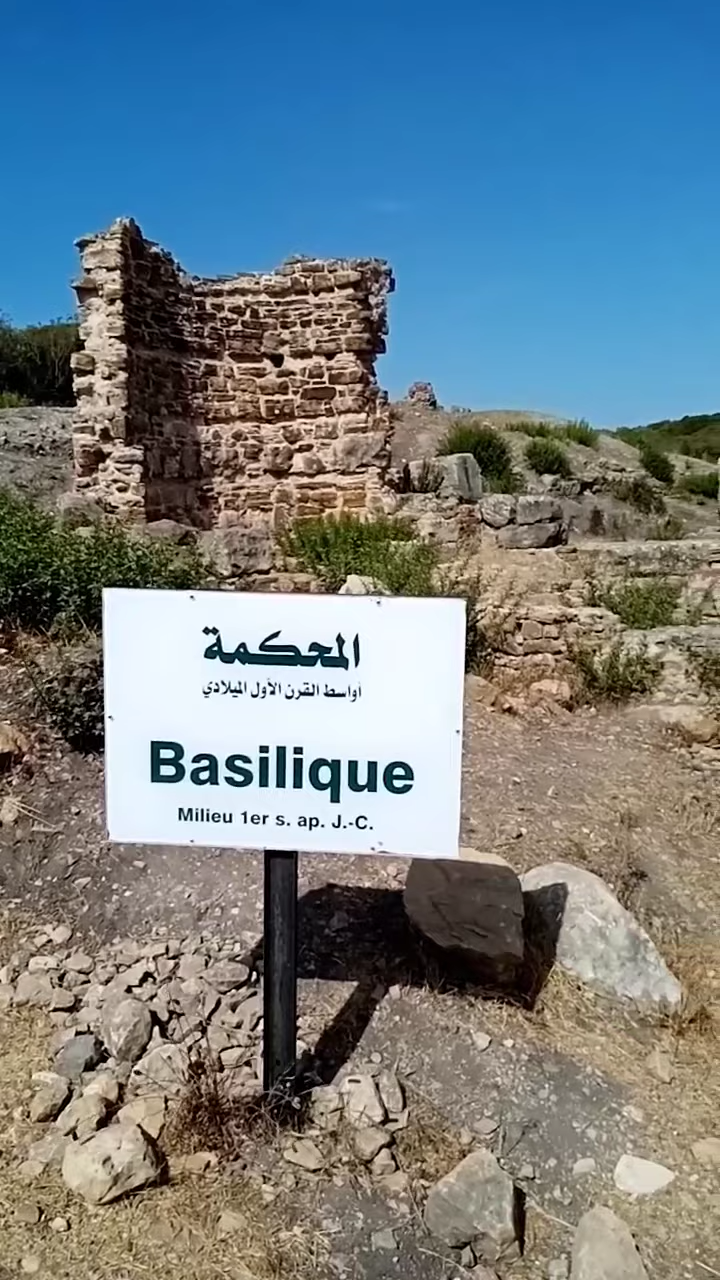 المحكمة
أواسط القرن الأول الميلادي
Basilique
Milieu 1er s. ap. J.-C.